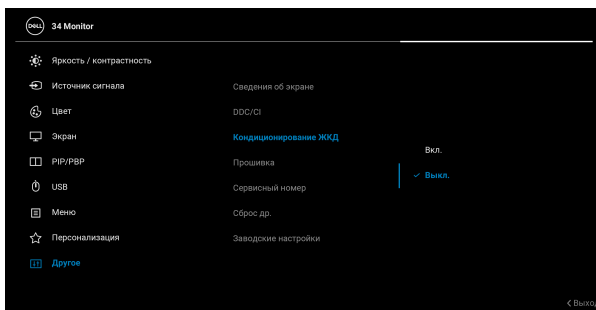 DELL
34 Monitor
Яркость / контрастность
Источник сигнала
Сведения об экране
Цвет
DDC/CI
Экран
Кондиционирование ЖКД
Вкл.
PIP/PBP
Прошивка
Выкл.
USB
Сервисный номер
Меню
Сброс др.
Персонализация
Заводские настройки
Другое